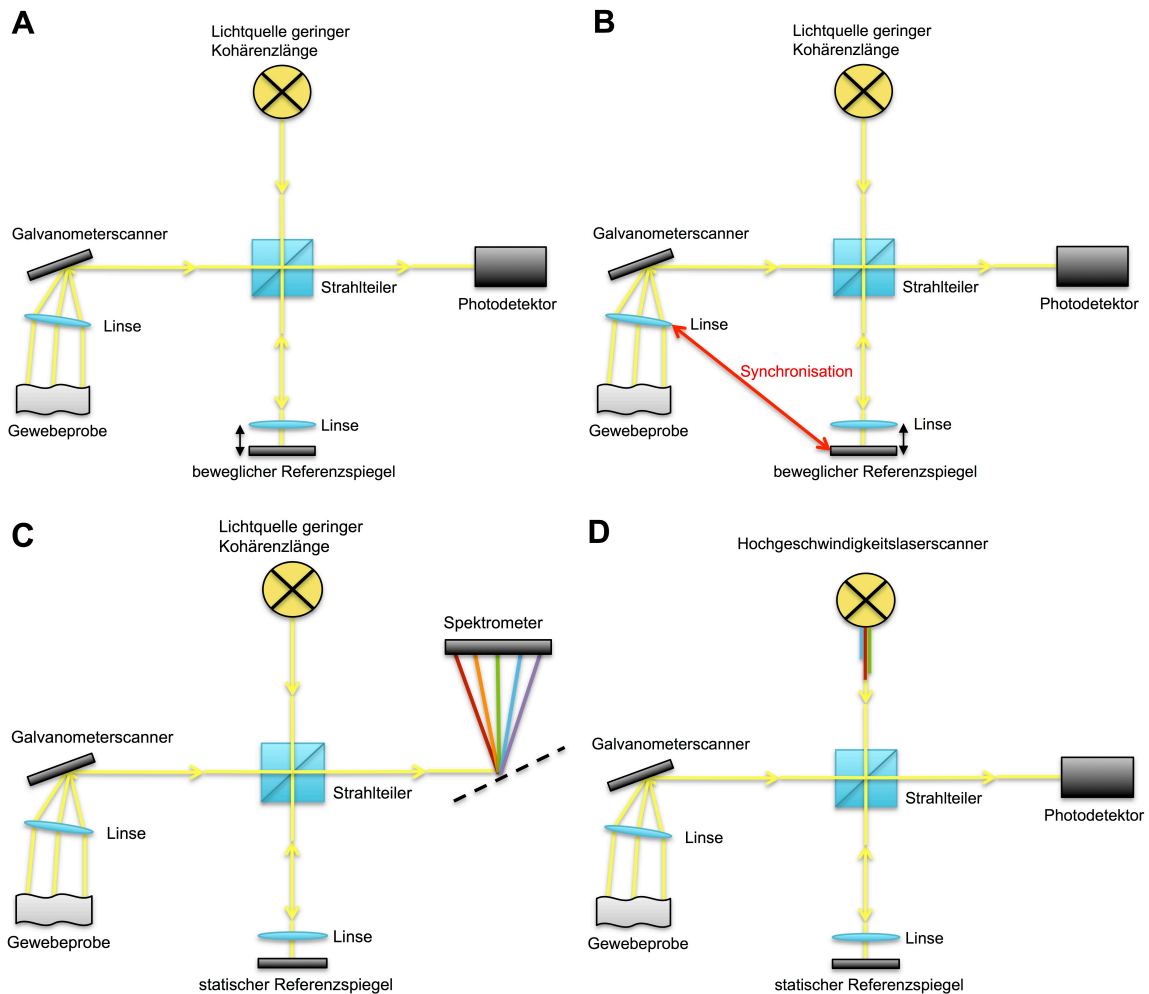 A
Lichtquelle geringer
Kohärenzlänge
Galvanometerscanner
Strahlteiler
Photodetektor
Linse
Gewebeprobe
Linse
beweglicher Referenzspiegel
B
Lichtquelle geringer
Kohärenzlänge
Galvanometerscanner
Strahlteiler
Photodetektor
Linse
Synchronisation
Gewebeprobe
Linse
beweglicher Referenzspiegel
C
Lichtquelle geringer
Kohärenzlänge
Spektrometer
Galvanometerscanner
Strahlteiler
Linse
Gewebeprobe
Linse
statischer Referenzspiegel
D
Hochgeschwindigkeitslaserscanner
Galvanometerscanner
Strahlteiler
Photodetektor
Linse
Gewebeprobe
Linse
statischer Referenzspiegel